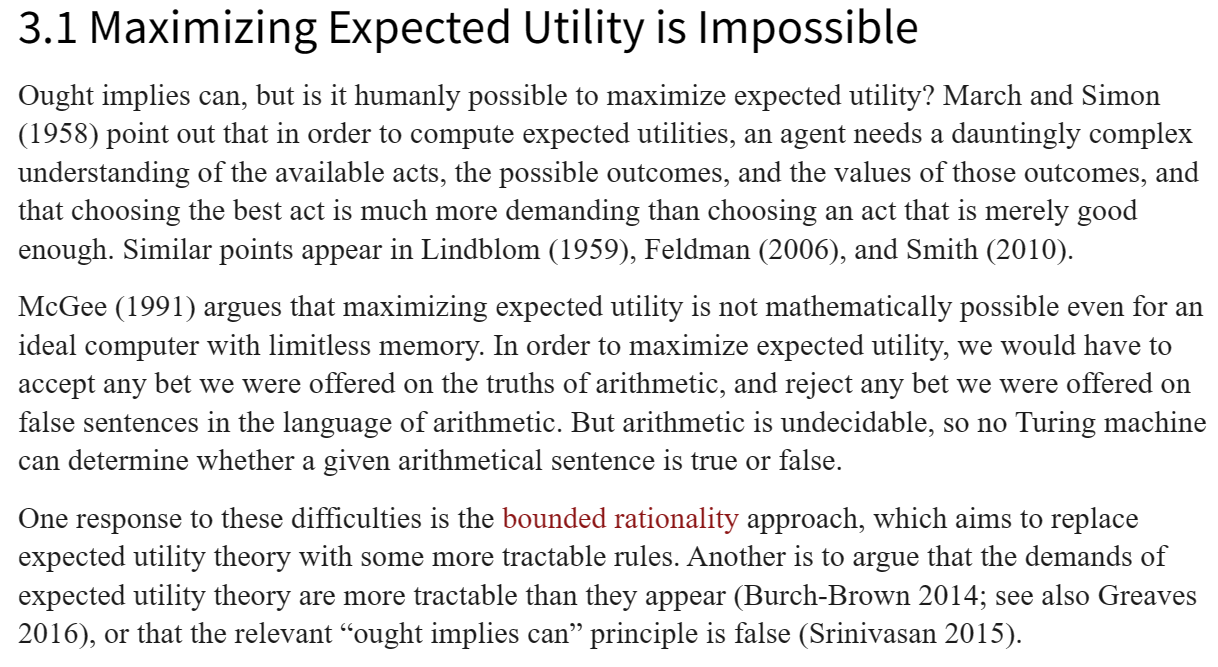 3.1 Maximizing Expected Utility is Impossible
Ought implies can, but is it humanly possible to maximize expected utility? March and Simon
(1958) point out that in order to compute expected utilities, an agent needs a dauntingly complex
understanding of the available acts, the possible outcomes, and the values of those outcomes, and
that choosing the best act is much more demanding than choosing an act that is merely good
enough. Similar points appear in Lindblom (1959), Feldman (2006), and Smith (2010).
McGee (1991) argues that maximizing expected utility is not mathematically possible even for an
ideal computer with limitless memory. In order to maximize expected utility, we would have to
accept any bet we were offered on the truths of arithmetic, and reject any bet we were offered on
false sentences in the language of arithmetic. But arithmetic is undecidable, so no Turing machine
can determine whether a given arithmetical sentence is true or false.
One response to these difficulties is the bounded rationality approach, which aims to replace
expected utility theory with some more tractable rules. Another is to argue that the demands of
expected utility theory are more tractable than they appear (Burch-Brown 2014; see also Greaves
2016), or that the relevant “ought implies can” principle is false (Srinivasan 2015).